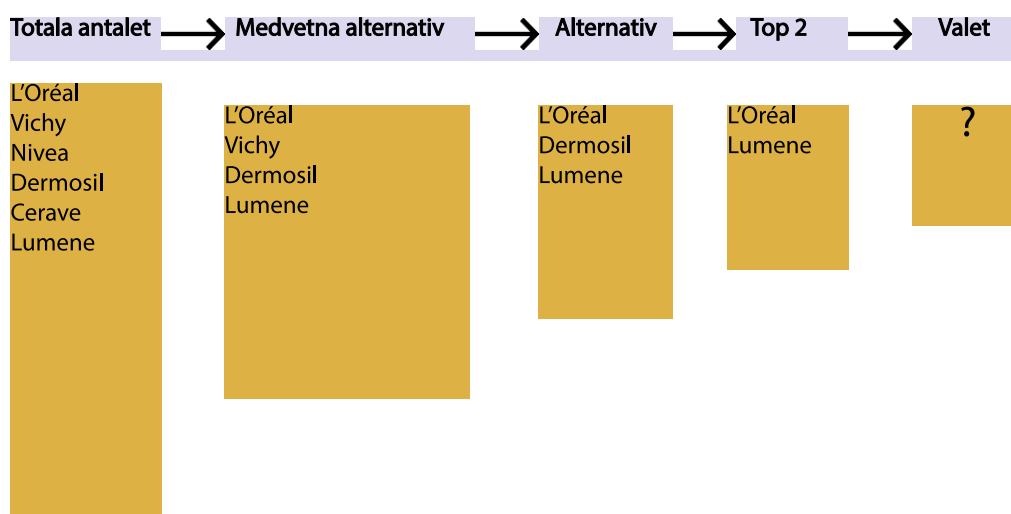 Totala antalet
Medvetna alternativ
Alternativ
Top 2
Valet
L’Oréal
Vichy
Nivea
Dermosil
Cerave
Lumene
L’Oréal
Vichy
Dermosil
Lumene
L’Oréal
Dermosil
Lumene
L’Oréal
Lumene
?